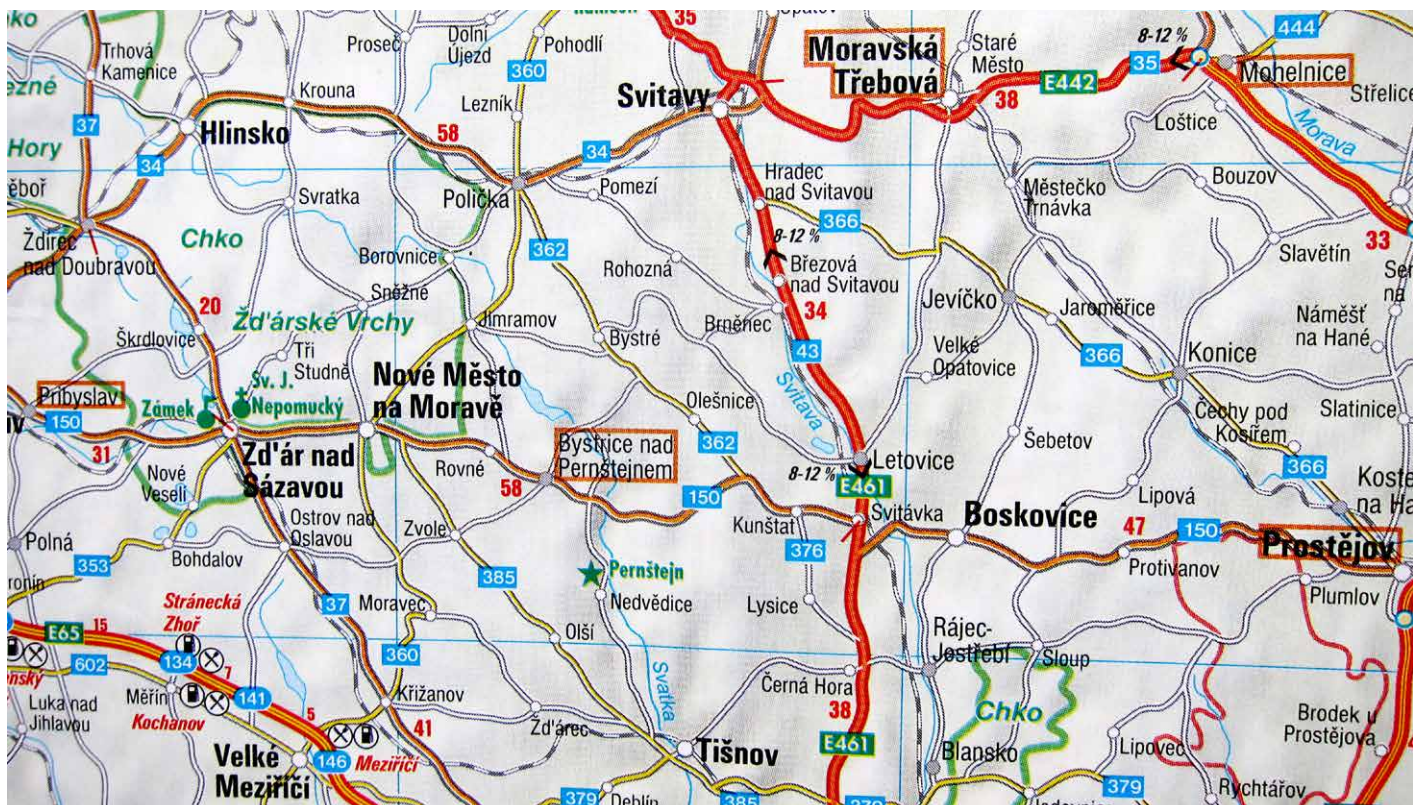 35
Trhová
Kamenice
Proseč
Dolní
Újezd
Pohodlí
360
Krouna
Lezník
37
Hlinsko
58
34
34
Hory
Svitavy
Moravská
Třebová
Staré
Město
38
E442
8-12 %
35
444
Mohelnice
Střelice
Loštice
Morava
Svratka
Polička
Pomezí
Hradec
nad Svitavou
366
Městečko
Trnávka
Bouzov
Slavětín
33
Ždírec
nad Doubravou
Chko
Borovnice
362
Rohozná
8-12 %
Březová
nad Svitavou
Jevíčko
Jaroměřice
Náměšť
na Hané
20
Sněžné
Žďárské Vrchy
Škrdlovice
Jimramov
Bystré
Brněnec
34
43
Velké
Opatovice
366
Konice
Tři
Studně
Sv. J.
Nepomucký
Zámek
Nové Město
na Moravě
Svitava
Olešnice
362
Šebetov
Čechy pod
Kosířem
Slatinice
366
Přibyslav
150
31
Žd'ár nad
Sázavou
Nové
Veselí
Rovné
58
Bystřice nad
Pernštejnem
150
8-12 %
Letovice
E461
Kunštát
Svitávka
Boskovice
Lipová
47
150
Prostějov
Polná
Bohdalov
Ostrov nad
Oslavou
Zvole
353
385
376
Pernštejn
Nedvědice
Lysice
Protivanov
Plumlov
Stránecká
Zhoř
37
Moravec
Olší
Rájec-
Jostřebí
Sloup
E65
15
134
7
602
360
Měřín
Kochanov
141
5
Luka nad
Jihlavou
Křižanov
41
Žd'árec
Svratka
Černá Hora
38
Chko
Brodek u
Prostějova
Velké
Meziříčí
146
Meziříčí
Tišnov
E461
Blansko
Lipovec
Rychtářov
379
Deblín
385
379